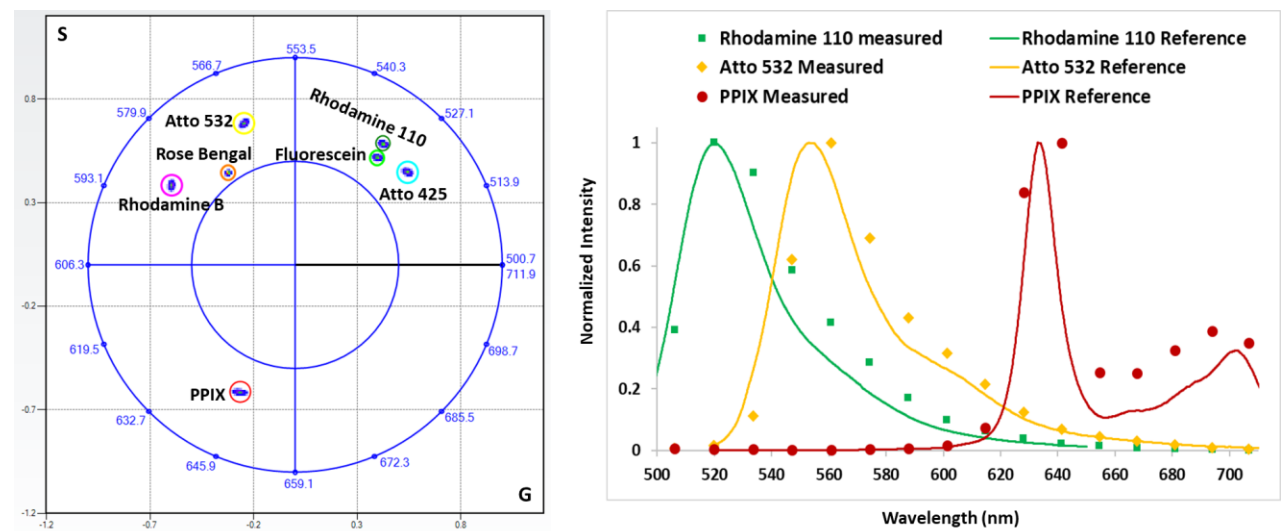 S
553.5
566.7
540.3
579.9
527.1
593.1
513.9
606.3
500.7
711.9
619.5
698.7
632.7
685.5
645.9
672.3
659.1
Rhodamine 110
Atto 532
Rose Bengal
Fluorescein
Atto 425
Rhodamine B
PPIX
G
0.8
0.3
-0.2
-0.7
-1.2
-1.2
-0.7
-0.2
0.3
0.8
Rhodamine 110 measured
Rhodamine 110 Reference
Atto 532 Measured
Atto 532 Reference
PPIX Measured
PPIX Reference
Normalized Intensity
1
0.8
0.6
0.4
0.2
0
500 520 540 560 580 600 620 640 660 680 700
Wavelength (nm)